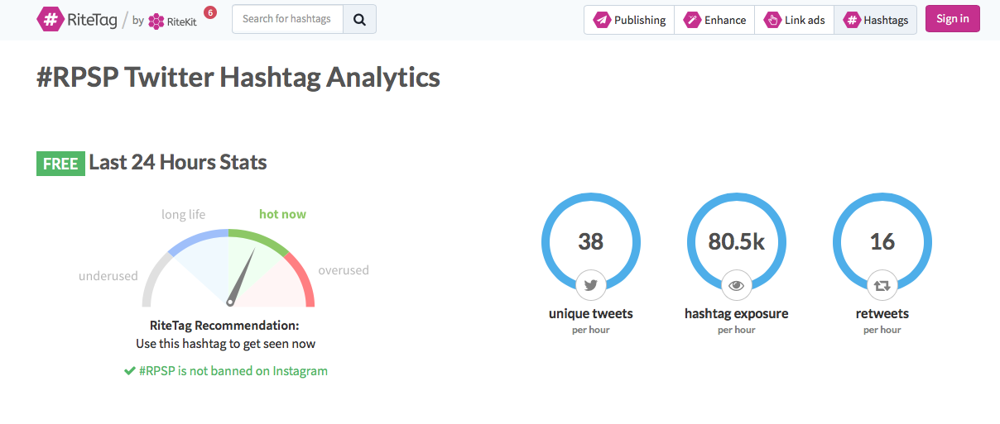 # RiteTag / by RiteKit 6
Search for hashtags
Publishing Enhance Link ads # Hashtags Sign in
#RPSP Twitter Hashtag Analytics
FREE Last 24 Hours Stats
long life hot now
underused overused
RiteTag Recommendation:
Use this hashtag to get seen now
#RPSP is not banned on Instagram
38 80.5k 16
unique tweets hashtag exposure retweets
per hour per hour per hour